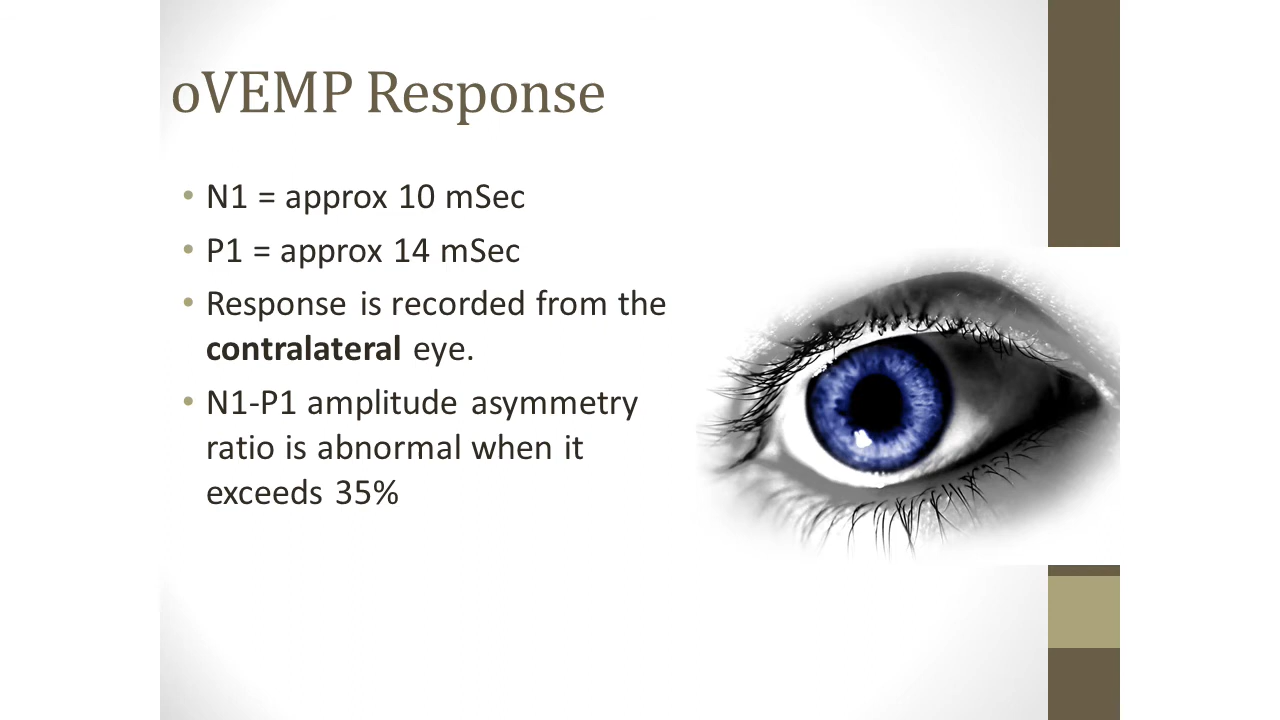 oVEMP Response
• N1 = approx 10 mSec
• P1 = approx 14 mSec
• Response is recorded from the
contralateral eye.
• N1-P1 amplitude asymmetry
ratio is abnormal when it
exceeds 35%